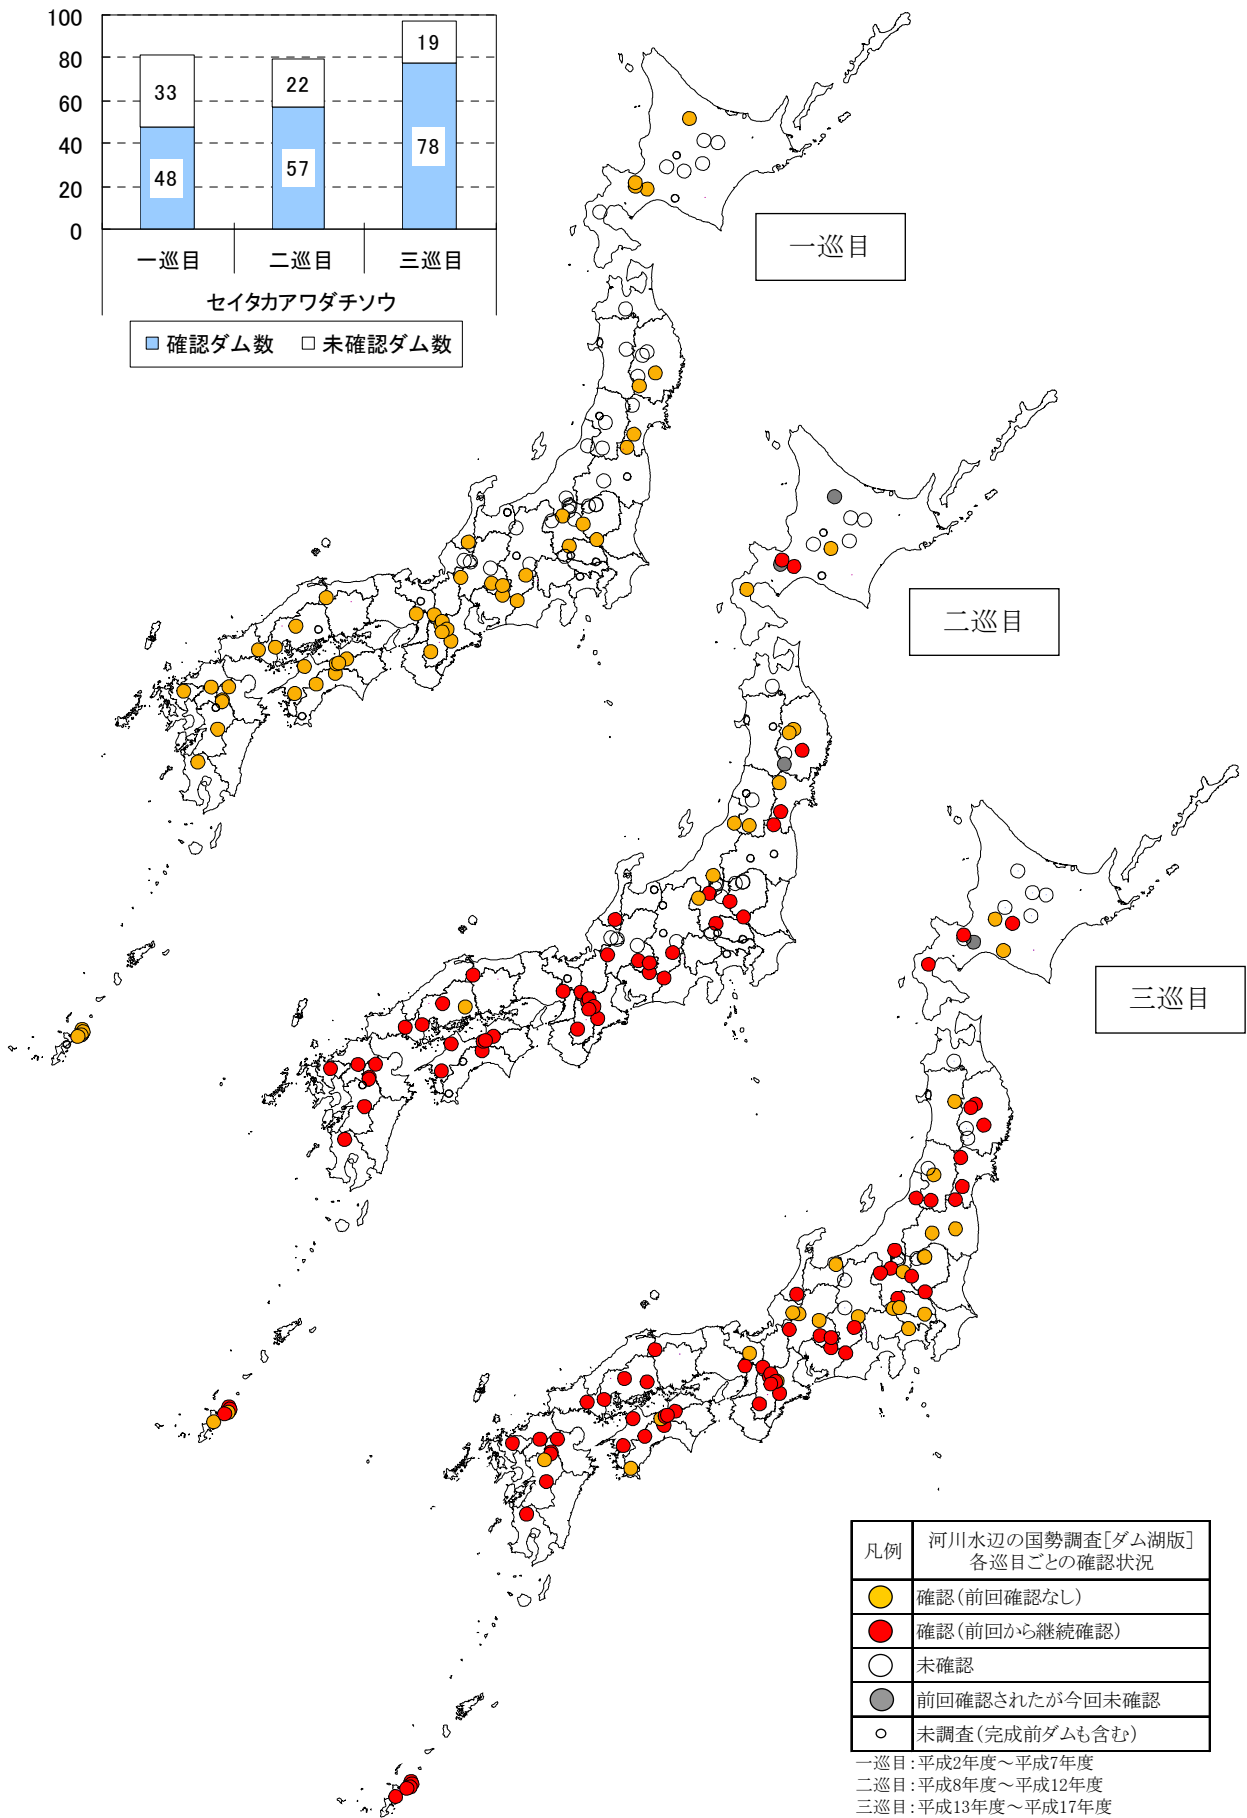 100
80
60
40
20
0
33
48
22
57
19
78
一巡目
二巡目
三巡目
セイタカアワダチソウ
確認ダム数
未確認ダム数
一巡目
二巡目
三巡目
凡例
河川水辺の国勢調査[ダム湖版]
各巡目ごとの確認状況
確認(前回確認なし)
確認(前回から継続確認)
未確認
前回確認されたが今回未確認
未調査(完成前ダムも含む)
一巡目:平成2年度～平成7年度
二巡目:平成8年度～平成12年度
三巡目:平成13年度～平成17年度